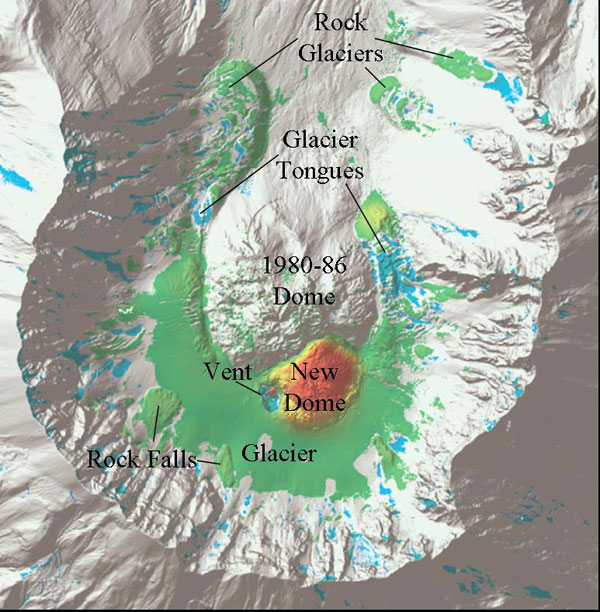 Rock
Glaciers
Glacier
Tongues
1980-86
Dome
Vent
New
Dome
Rock Falls
Glacier